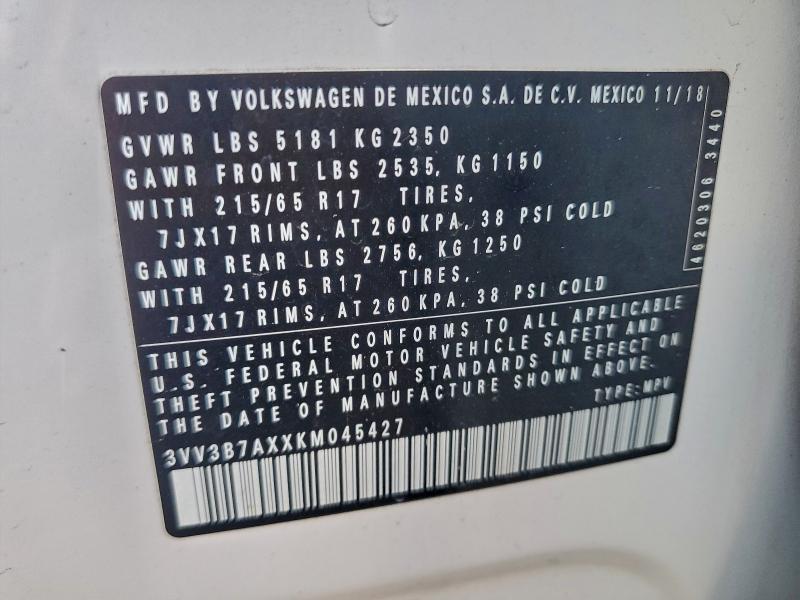 MFD BY VOLKSWAGEN DE MEXICO S.A. DE C.V. MEXICO 11/18
GVWR LBS 5181 KG 2350
GAWR FRONT LBS 2535, KG 1150
WITH 215/65 R17 TIRES,
7JX17 RIMS, AT 260 KPA, 38 PSI COLD
GAWR REAR LBS 2756, KG 1250
WITH 215/65 R17 TIRES,
7JX17 RIMS, AT 260 KPA, 38 PSI COLD
4620306 3440
THIS VEHICLE CONFORMS TO ALL APPLICABLE
U.S. FEDERAL MOTOR VEHICLE SAFETY AND
THEFT PREVENTION STANDARDS IN EFFECT ON
THE DATE OF MANUFACTURE SHOWN ABOVE.
TYPE: MPV
3VV3B7AXXKM045427